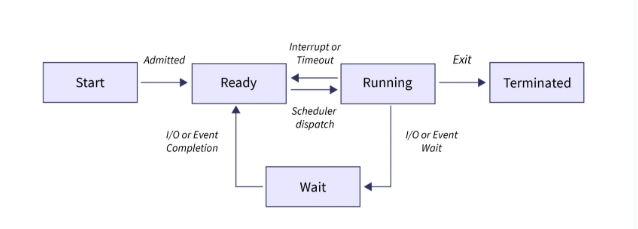 Interrupt or
Timeout
Admitted
Exit
Start
Ready
Running
Terminated
Scheduler
dispatch
I/O or Event
Completion
I/O or Event
Wait
Wait